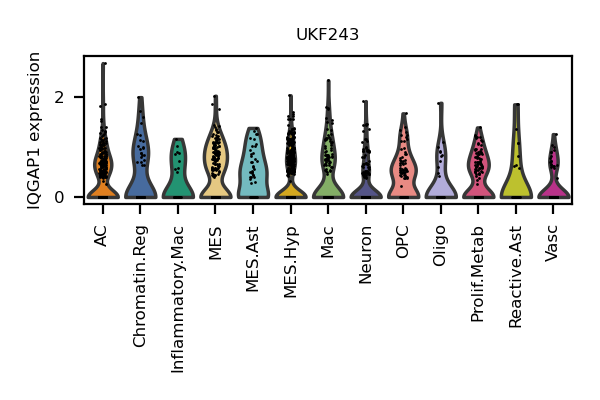 UKF243
IQGAP1 expression
2
0
AC
Chromatin.Reg
Inflammatory.Mac
MES
MES.Ast
MES.Hyp
Mac
Neuron
OPC
Oligo
Prolif.Metab
Reactive.Ast
Vasc